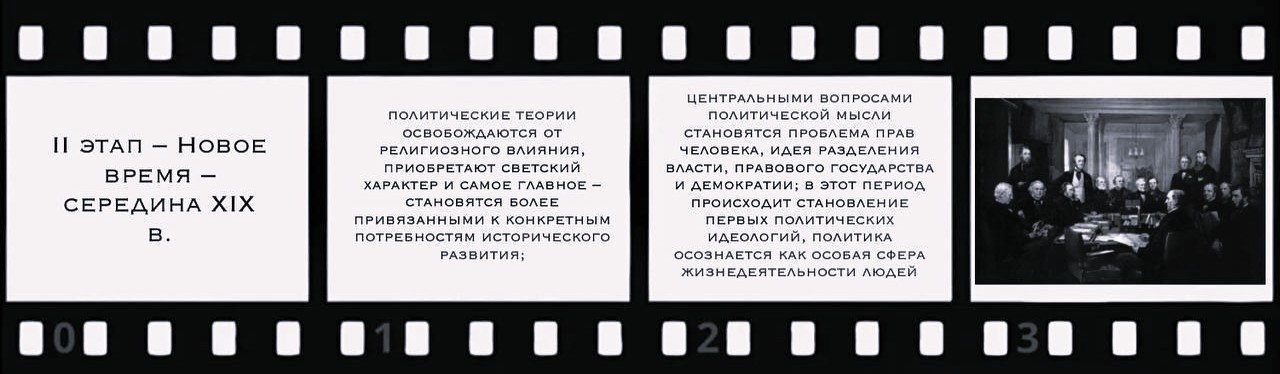 II ЭТАП – НОВОЕ
ВРЕМЯ –
СЕРЕДИНА XIX
В.
ПОЛИТИЧЕСКИЕ ТЕОРИИ
ОСВОБОЖДАЮТСЯ ОТ
РЕЛИГИОЗНОГО ВЛИЯНИЯ,
ПРИОБРЕТАЮТ СВЕТСКИЙ
ХАРАКТЕР И САМОЕ ГЛАВНОЕ –
СТАНОВЯТСЯ БОЛЕЕ
ПРИВЯЗАННЫМИ К КОНКРЕТНЫМ
ПОТРЕБНОСТЯМ ИСТОРИЧЕСКОГО
РАЗВИТИЯ;
ЦЕНТРАЛЬНЫМИ ВОПРОСАМИ
ПОЛИТИЧЕСКОЙ МЫСЛИ
СТАНОВЯТСЯ ПРОБЛЕМА ПРАВ
ЧЕЛОВЕКА, ИДЕЯ РАЗДЕЛЕНИЯ
ВЛАСТИ, ПРАВОВОГО ГОСУДАРСТВА
И ДЕМОКРАТИИ; В ЭТОТ ПЕРИОД
ПРОИСХОДИТ СТАНОВЛЕНИЕ
ПЕРВЫХ ПОЛИТИЧЕСКИХ
ИДЕОЛОГИЙ, ПОЛИТИКА
ОСОЗНАЕТСЯ КАК ОСОБАЯ СФЕРА
ЖИЗНЕДЕЯТЕЛЬНОСТИ ЛЮДЕЙ
0
1
2
3